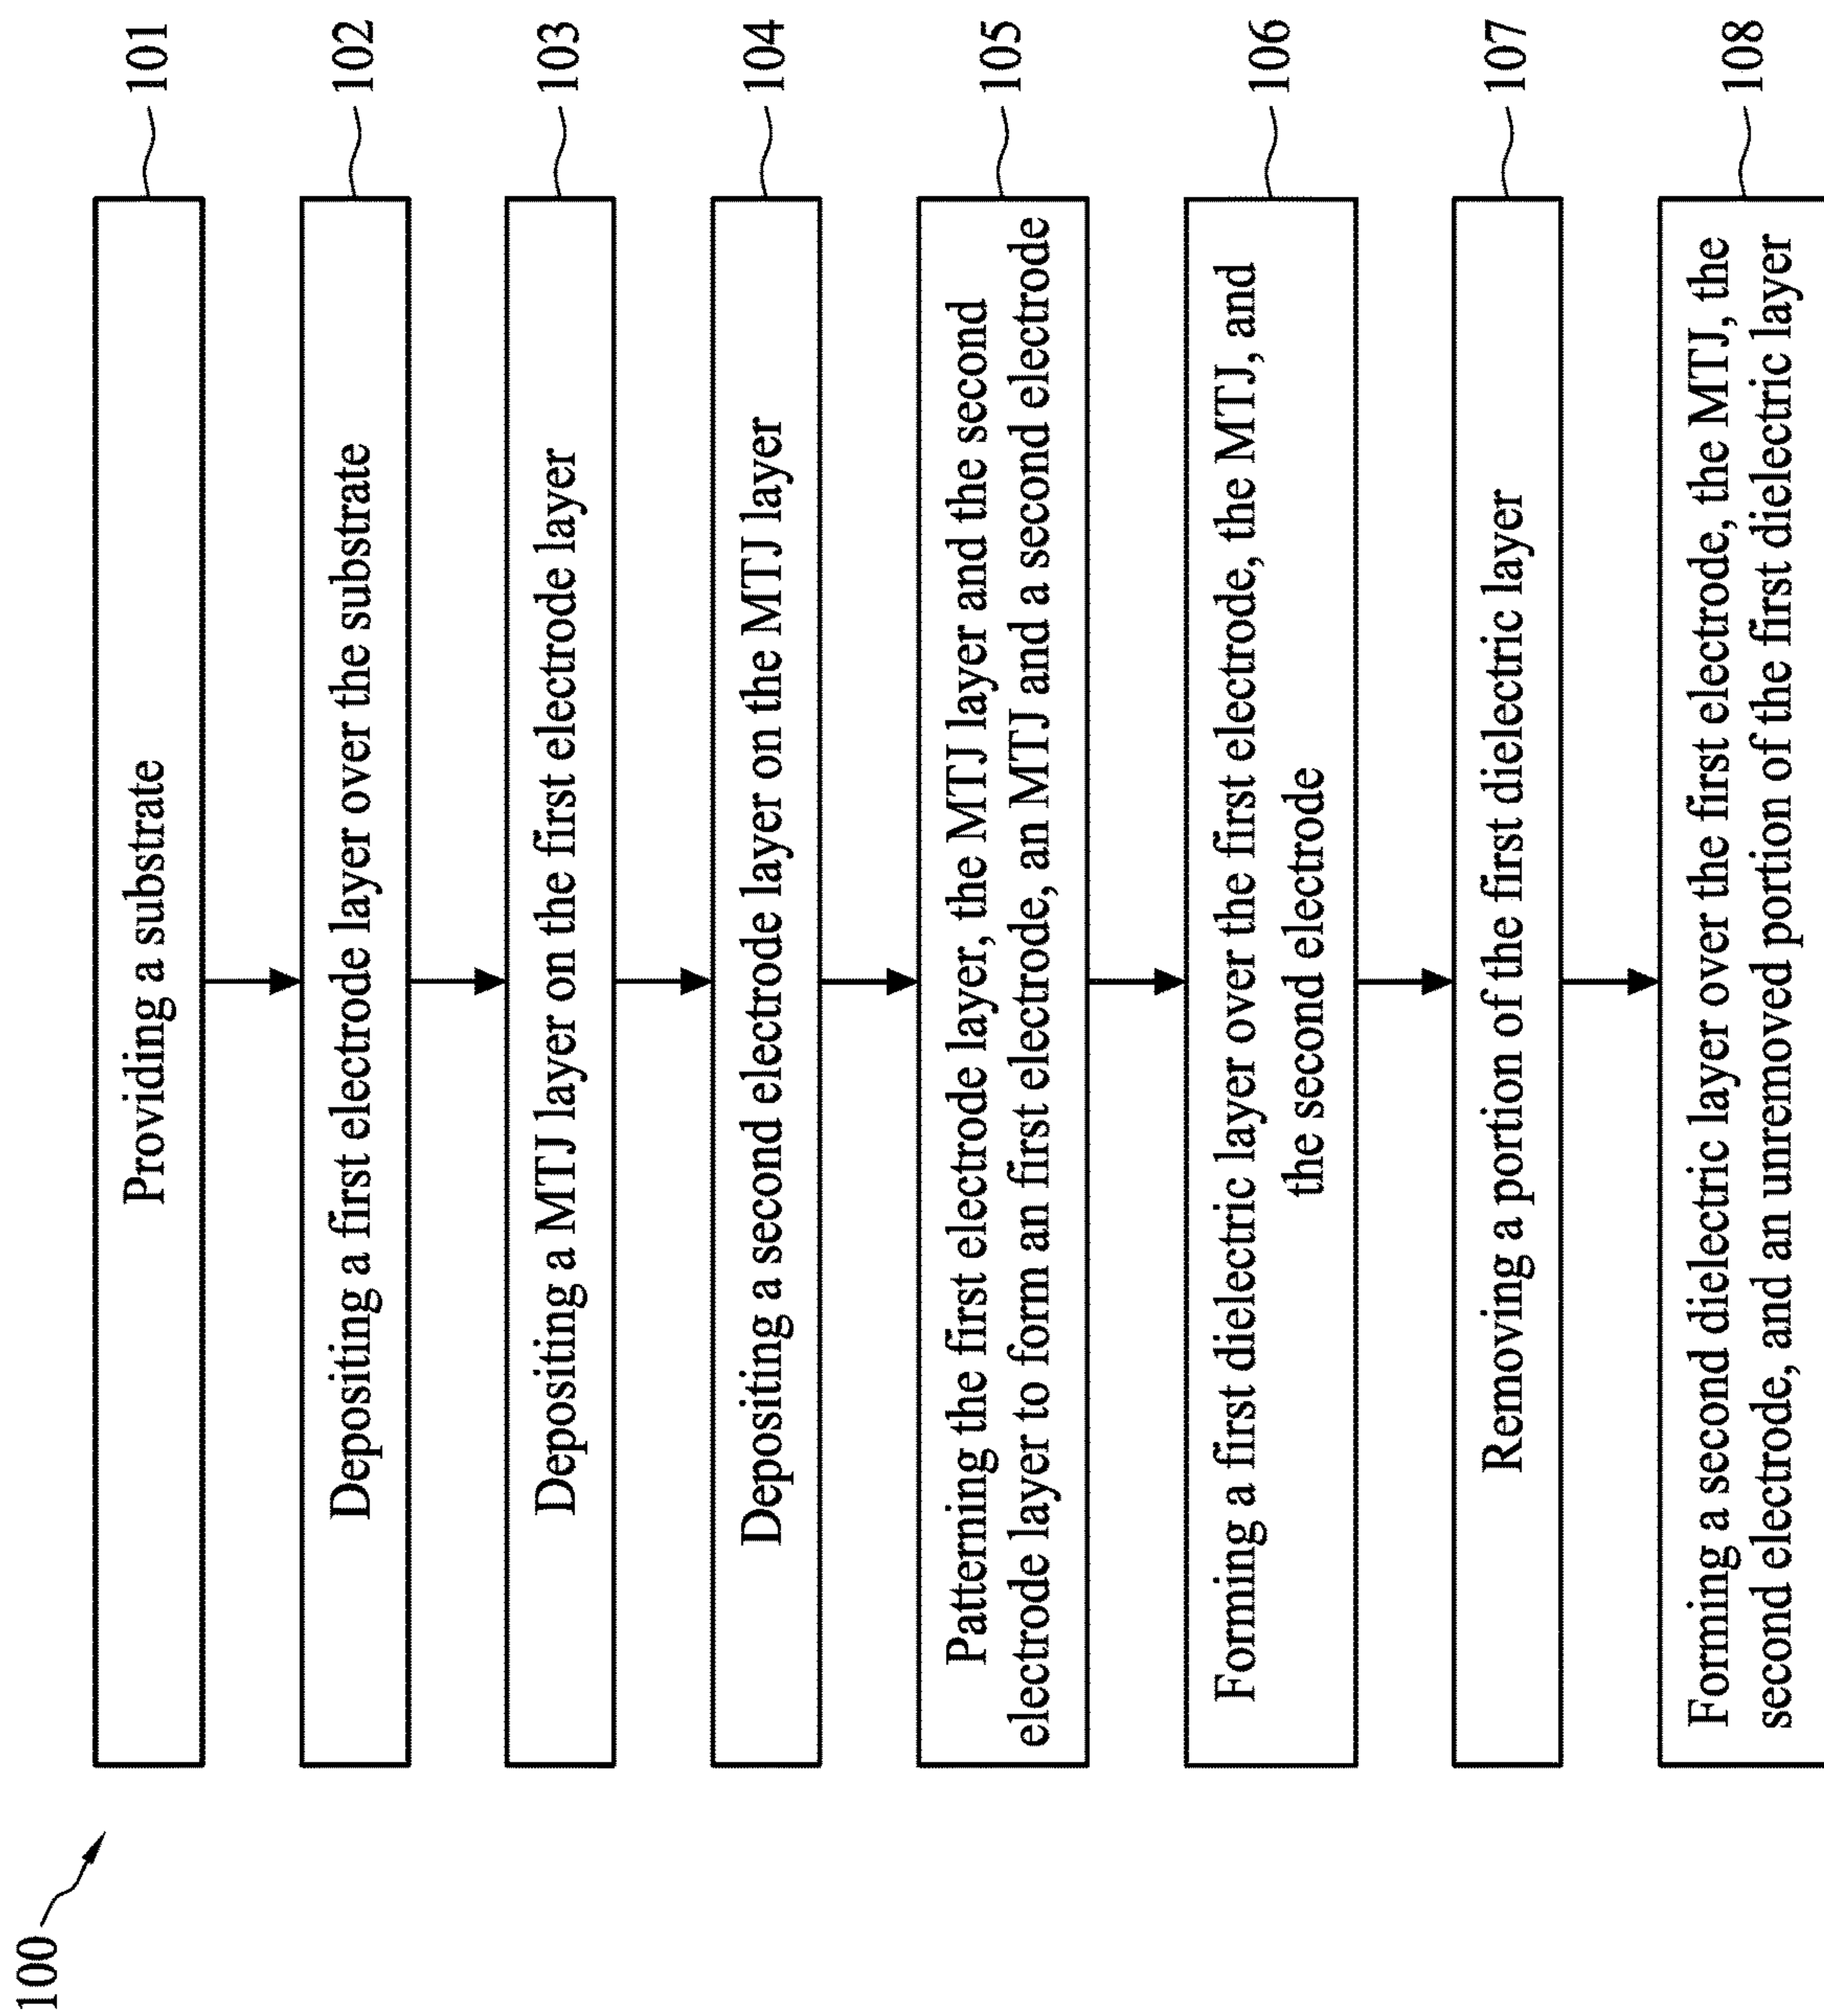 100
Providing a substrate
101
Depositing a first electrode layer over the substrate
102
Depositing a MTJ layer on the first electrode layer
103
Depositing a second electrode layer on the MTJ layer
104
Patterning the first electrode layer, the MTJ layer and the second
electrode layer to form an first electrode, an MTJ and a second electrode
105
Forming a first dielectric layer over the first electrode, the MTJ, and
the second electrode
106
Removing a portion of the first dielectric layer
107
Forming a second dielectric layer over the first electrode, the MTJ, the
second electrode, and an unremoved portion of the first dielectric layer
108